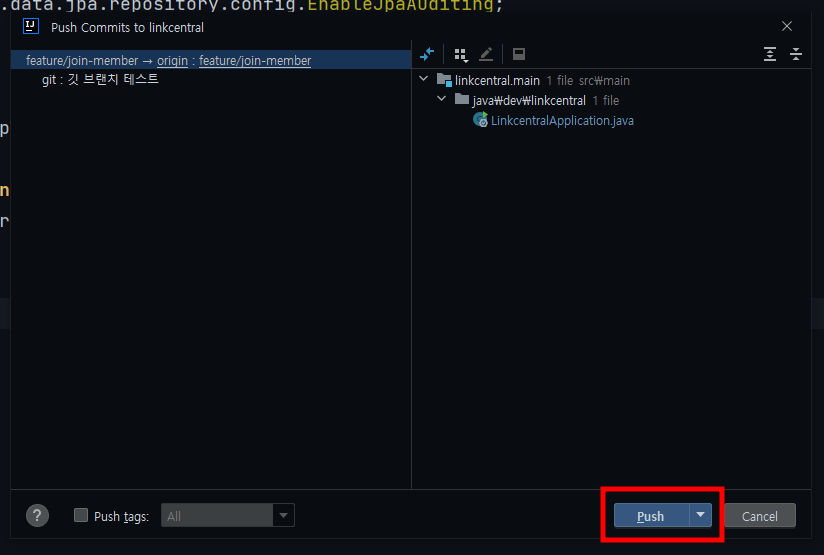 .data.jpa.repository.config.EnableJpaAuditing;
IJ Push Commits to linkcentral
feature/join-member → origin : feature/join-member
git : 깃 브랜치 테스트
linkcentral.main 1 file src₩main
java₩dev₩linkcentral 1 file
LinkcentralApplication.java
p
n
r
? Push tags: All
Push
Cancel